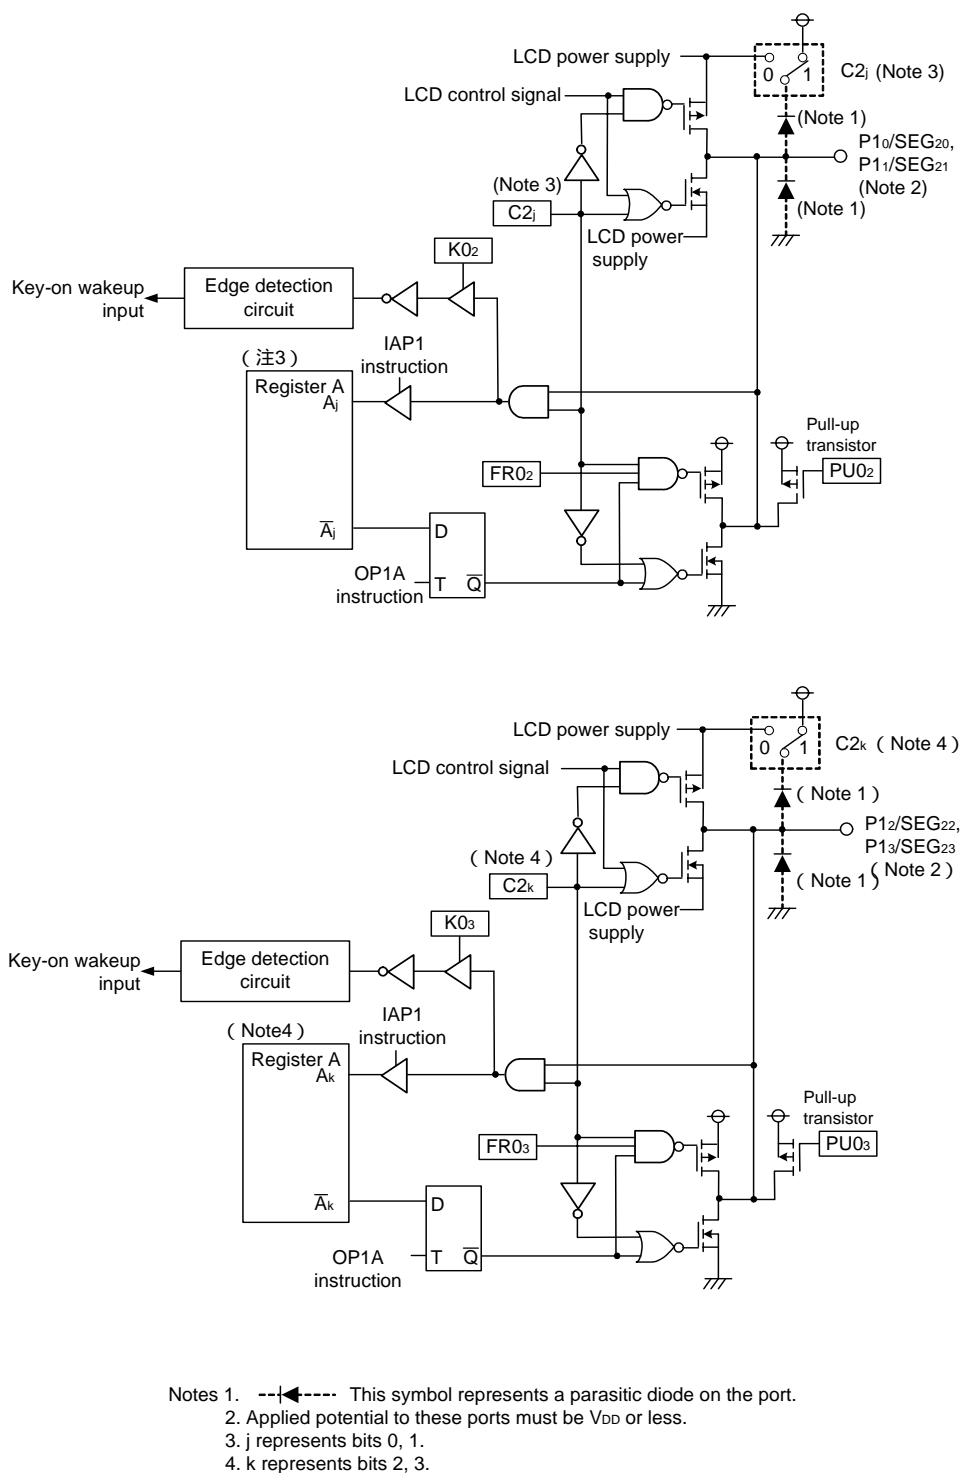 LCD power supply
0 1
C2j (Note 3)
LCD control signal
(Note 1)
P10/SEG20,
P11/SEG21
(Note 2)
(Note 3)
C2j
(Note 1)
LCD power
supply
K02
Key-on wakeup
input
Edge detection
circuit
IAP1
instruction
(注3)
Register A
Aj
Pull-up
transistor
FR02
PU02
A̅j
D
OP1A
instruction
T Q̅
LCD power supply
0 1
C2k ( Note 4 )
LCD control signal
( Note 1 )
P12/SEG22,
P13/SEG23
( Note 2 )
( Note 4 )
C2k
( Note 1 )
LCD power
supply
K03
Key-on wakeup
input
Edge detection
circuit
IAP1
instruction
( Note4 )
Register A
Ak
Pull-up
transistor
FR03
PU03
A̅k
D
OP1A
instruction
T Q̅
Notes 1. This symbol represents a parasitic diode on the port.
2. Applied potential to these ports must be VDD or less.
3. j represents bits 0, 1.
4. k represents bits 2, 3.